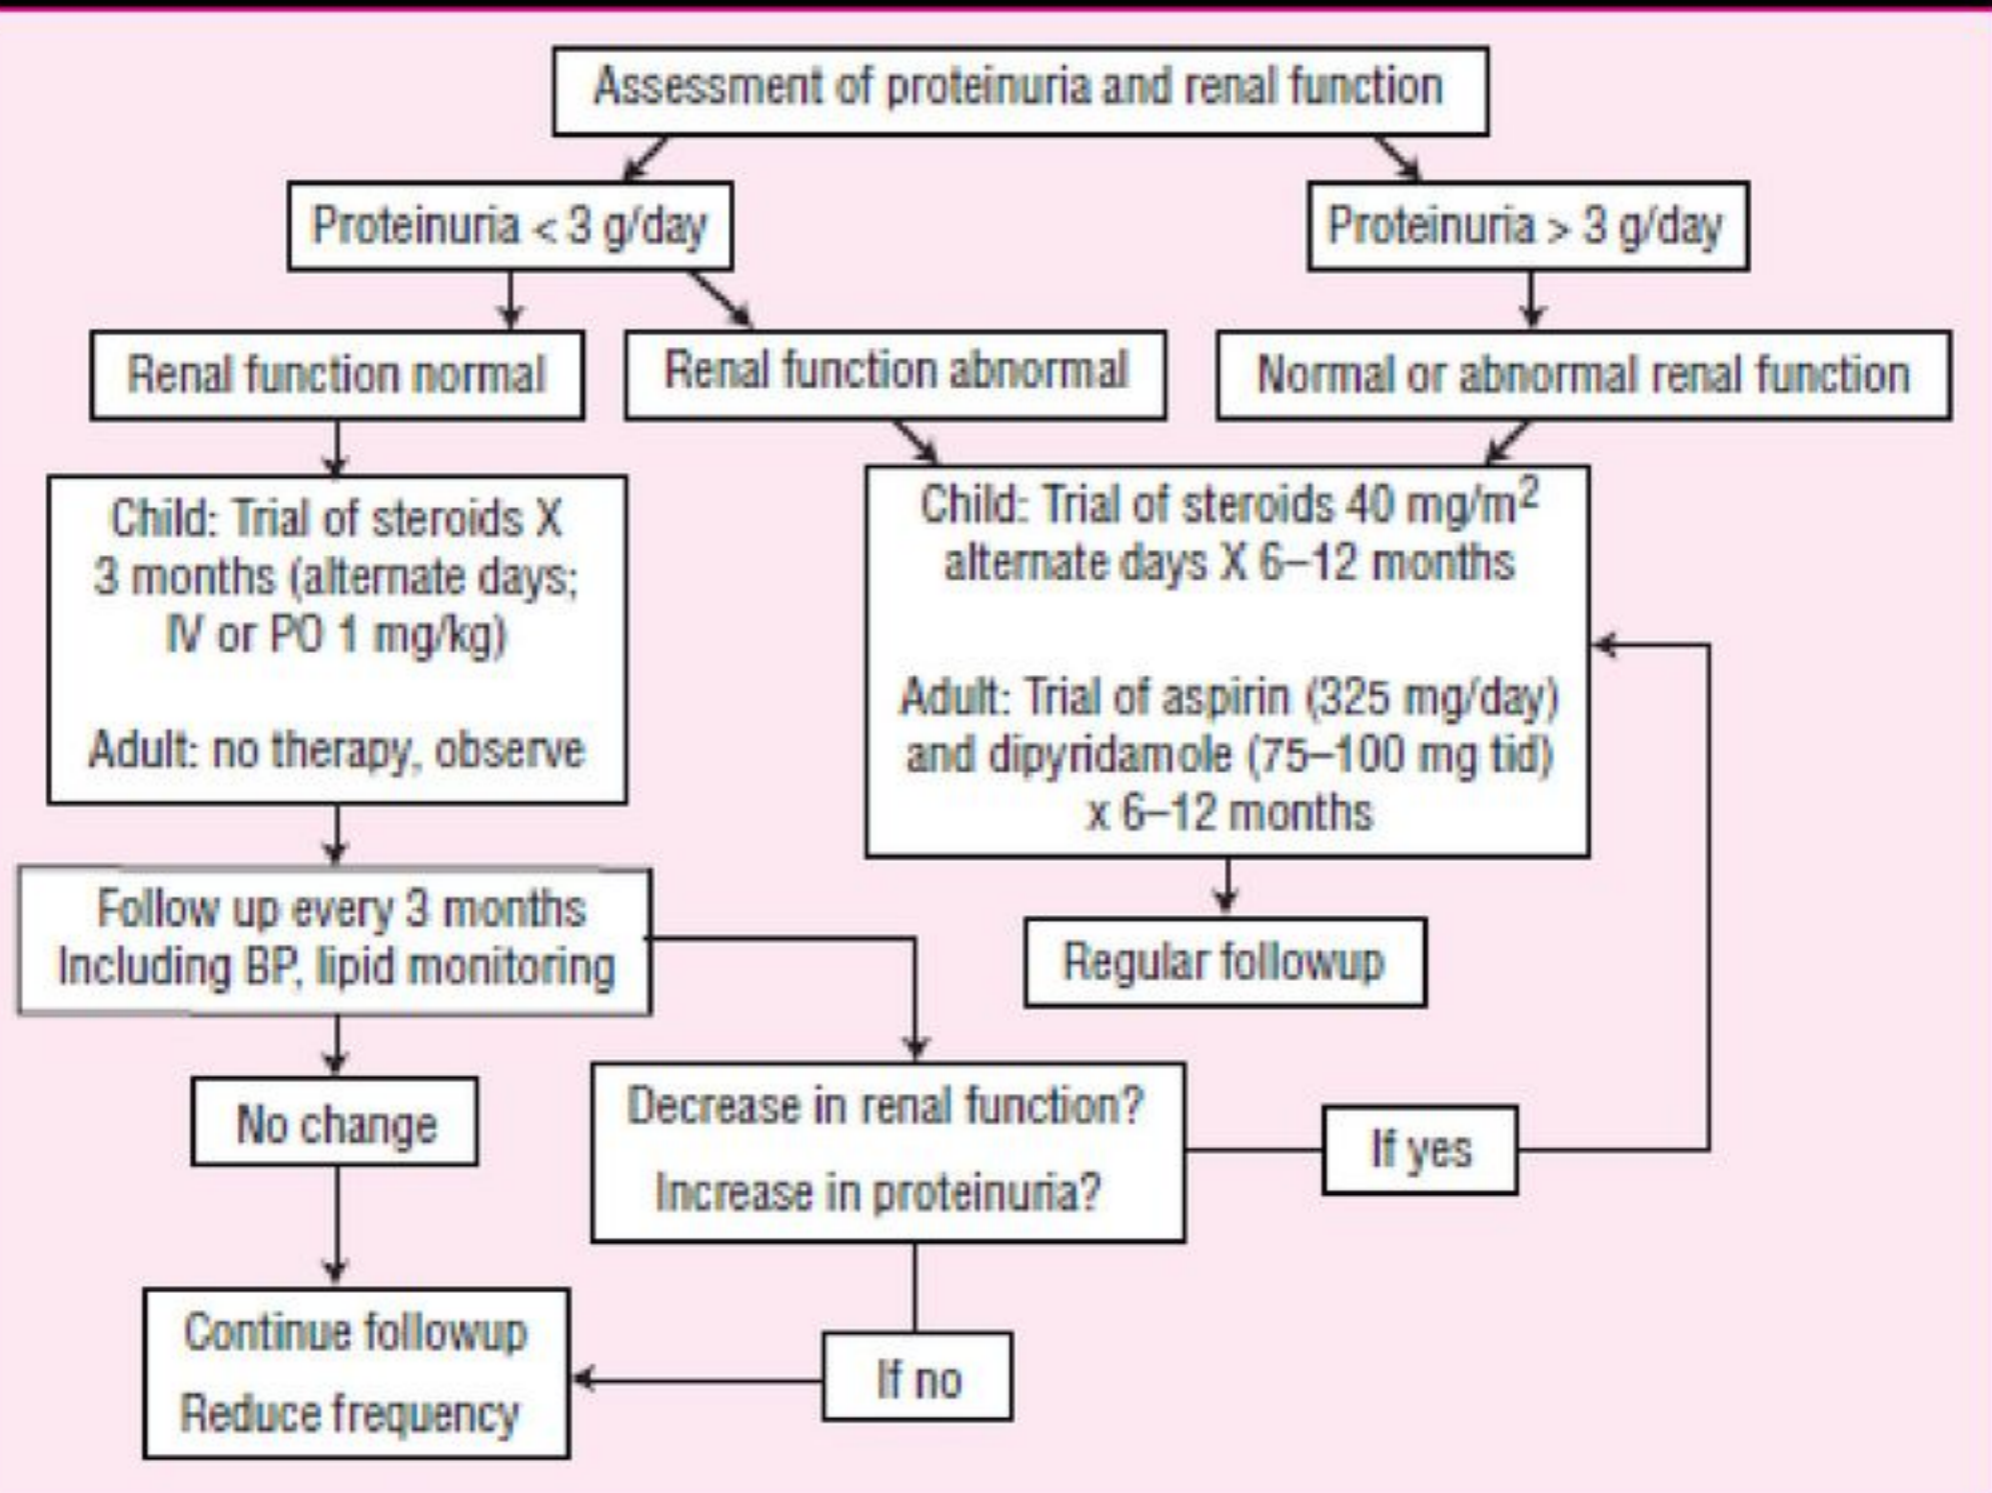 Assessment of proteinuria and renal function
Proteinuria < 3 g/day
Proteinuria > 3 g/day
Renal function normal
Renal function abnormal
Normal or abnormal renal function
Child: Trial of steroids X
3 months (alternate days;
IV or PO 1 mg/kg)
Adult: no therapy, observe
Child: Trial of steroids 40 mg/m²
alternate days X 6–12 months
Adult: Trial of aspirin (325 mg/day)
and dipyridamole (75–100 mg tid)
x 6–12 months
Follow up every 3 months
Including BP, lipid monitoring
Regular followup
No change
Decrease in renal function?
Increase in proteinuria?
If yes
Continue followup
Reduce frequency
If no